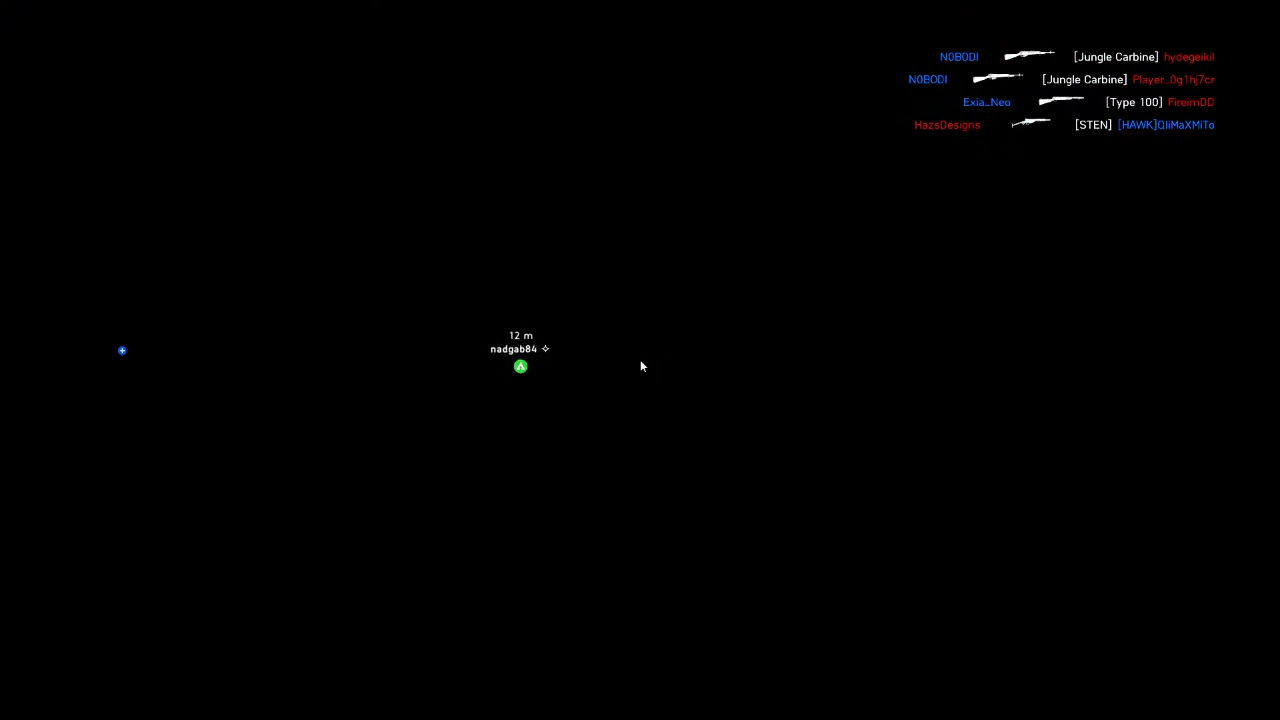 N0BODI [Jungle Carbine] hydegeikil
N0BODI [Jungle Carbine] Player_0g1hj7cr
Exia_Neo [Type 100] FireimDD
HazsDesigns [STEN] [HAWK]QliMaXMiTo
12 m
nadgab84